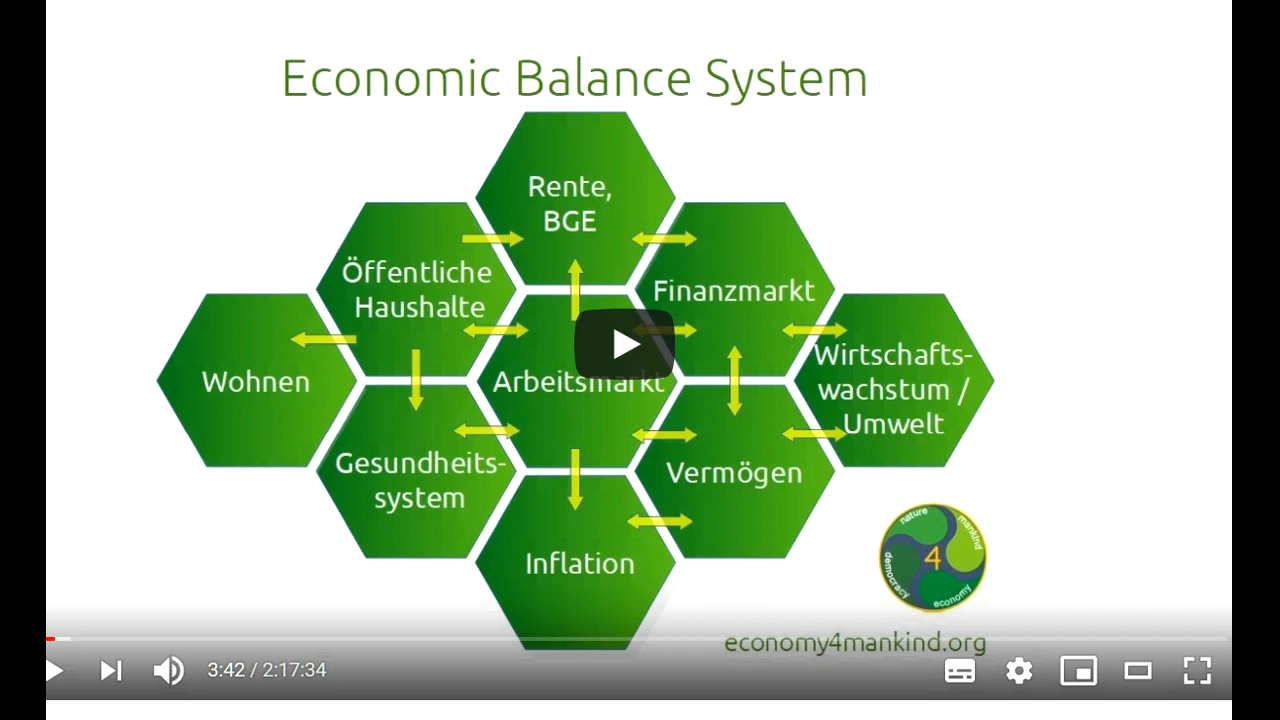 Economic Balance System
Rente,
BGE
Öffentliche
Haushalte
Finanzmarkt
Wohnen
Arbeitsmarkt
Wirtschafts-
wachstum /
Umwelt
Gesundheits-
system
Vermögen
Inflation
nature
mankind
democracy
4
economy
economy4mankind.org
3:42 / 2:17:34